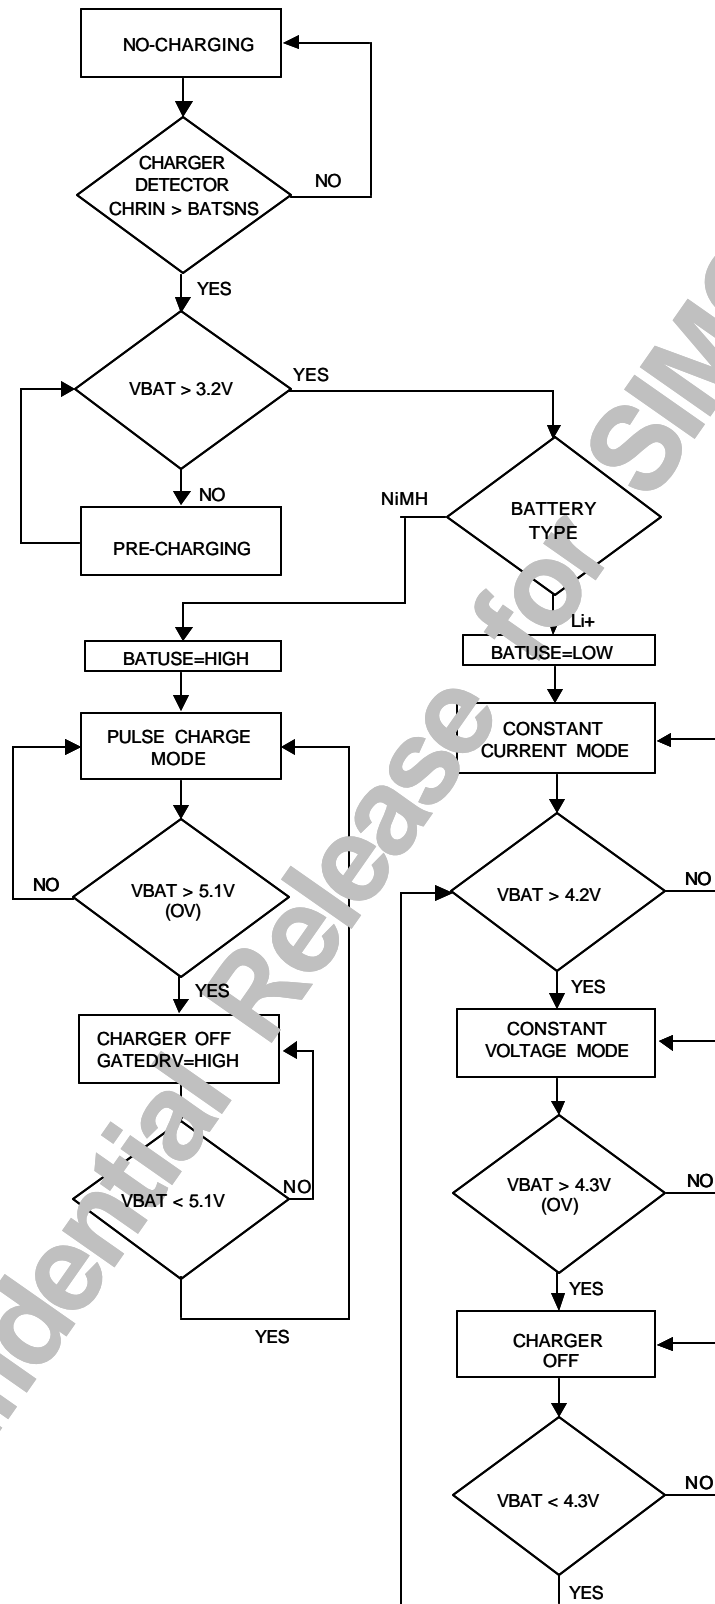 NO-CHARGING
CHARGER
DETECTOR
CHRIN > BATSNS
NO
YES
VBAT > 3.2V
YES
NO
PRE-CHARGING
NiMH
BATTERY
TYPE
Li+
BATUSE=HIGH
BATUSE=LOW
PULSE CHARGE
MODE
CONSTANT
CURRENT MODE
NO
VBAT > 5.1V
(OV)
VBAT > 4.2V
NO
YES
YES
CHARGER OFF
GATEDRV=HIGH
CONSTANT
VOLTAGE MODE
VBAT < 5.1V
NO
VBAT > 4.3V
(OV)
NO
YES
YES
CHARGER
OFF
VBAT < 4.3V
NO
YES
Release for